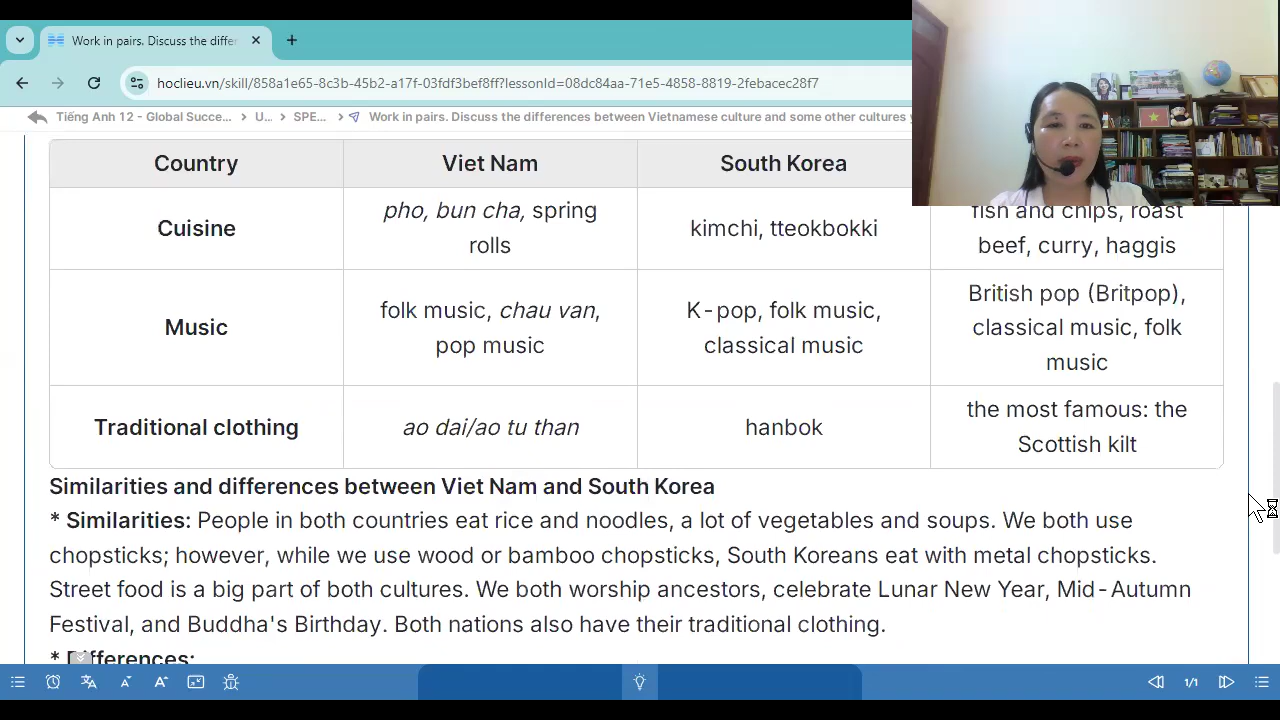 Work in pairs. Discuss the differe
hoclieu.vn/skill/858a1e65-8c3b-45b2-a17f-03fdf3bef8ff?lessonId=08dc84aa-71e5-4858-8819-2febacec28f7
Tiếng Anh 12 - Global Succe... > U... > SPE... > Work in pairs. Discuss the differences between Vietnamese culture and some other cultures
Country Viet Nam South Korea
Cuisine
pho, bun cha, spring
rolls
kimchi, tteokbokki
fish and chips, roast
beef, curry, haggis
Music
folk music, chau van,
pop music
K-pop, folk music,
classical music
British pop (Britpop),
classical music, folk
music
Traditional clothing
ao dai/ao tu than
hanbok
the most famous: the
Scottish kilt
Similarities and differences between Viet Nam and South Korea
* Similarities: People in both countries eat rice and noodles, a lot of vegetables and soups. We both use
chopsticks; however, while we use wood or bamboo chopsticks, South Koreans eat with metal chopsticks.
Street food is a big part of both cultures. We both worship ancestors, celebrate Lunar New Year, Mid-Autumn
Festival, and Buddha's Birthday. Both nations also have their traditional clothing.
* Differences:
1/1